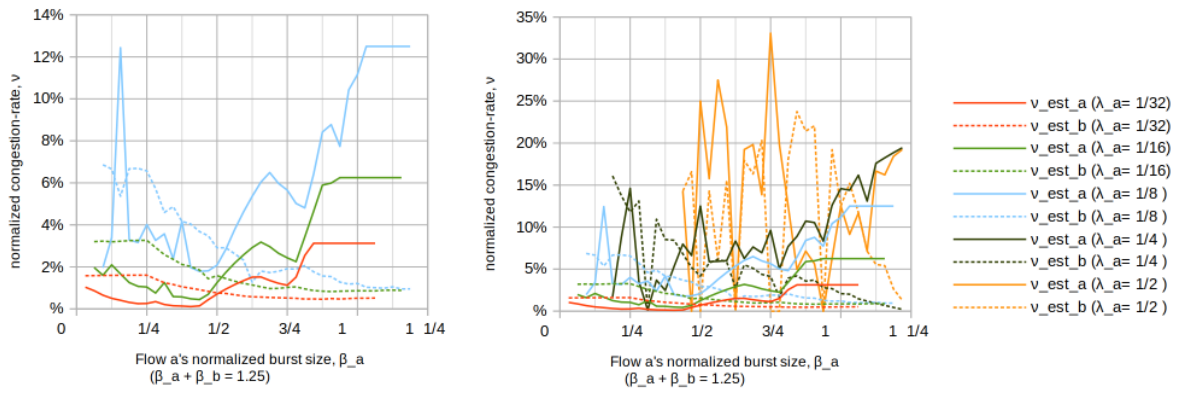 14%
12%
10%
8%
6%
4%
2%
0%
normalized congestion-rate, ν
0 1/4 1/2 3/4 1 1 1/4
Flow a's normalized burst size, β_a
(β_a + β_b = 1.25)
35%
30%
25%
20%
15%
10%
5%
0%
normalized congestion-rate, ν
0 1/4 1/2 3/4 1 1 1/4
Flow a's normalized burst size, β_a
(β_a + β_b = 1.25)
ν_est_a (λ_a= 1/32)
ν_est_b (λ_a= 1/32)
ν_est_a (λ_a= 1/16)
ν_est_b (λ_a= 1/16)
ν_est_a (λ_a= 1/8 )
ν_est_b (λ_a= 1/8 )
ν_est_a (λ_a= 1/4 )
ν_est_b (λ_a= 1/4 )
ν_est_a (λ_a= 1/2 )
ν_est_b (λ_a= 1/2 )